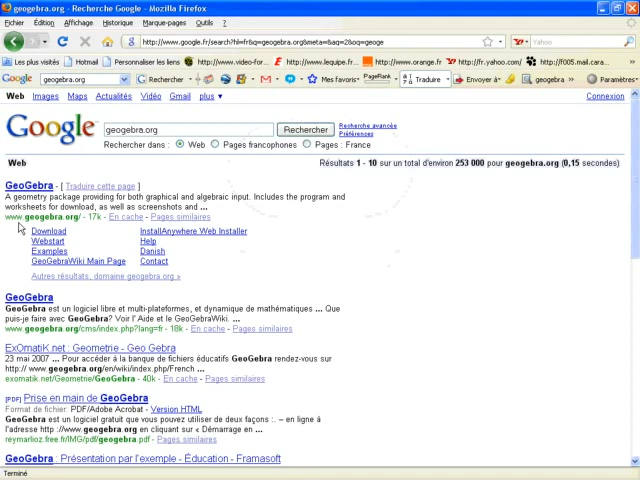 geogebra.org - Recherche Google - Mozilla Firefox
Fichier Édition Affichage Historique Marque-pages Outils ?
http://www.google.fr/search?hl=fr&q=geogebra.org&meta=&aq=2&oq=geoge Yahoo
Les plus visités Hotmail Personnaliser les liens http://www.video-for... http://www.lequipe.fr/ http://fr.yahoo.com/ http://f005.mail.cara...
Google geogebra.org Rechercher Mes favoris PageRank Traduire Envoyer à geogebra Paramètres
Web Images Maps Actualités Vidéo Gmail plus Connexion
Google geogebra.org Rechercher Recherche avancée
Préférences
Rechercher dans : Web Pages francophones Pages : France
Web Résultats 1 - 10 sur un total d'environ 253 000 pour geogebra.org (0,15 secondes)
GeoGebra - [ Traduire cette page ]
A geometry package providing for both graphical and algebraic input. Includes the program and
worksheets for download, as well as screenshots and ...
www.geogebra.org/ - 17k - En cache - Pages similaires
Download InstallAnywhere Web Installer
Webstart Help
Examples Danish
GeoGebraWiki Main Page Contact
Autres résultats, domaine geogebra.org »
GeoGebra
GeoGebra est un logiciel libre et multi-plateformes, et dynamique de mathématiques ... Que
puis-je faire avec GeoGebra? Voir l' Aide et le GeoGebraWiki. ...
www.geogebra.org/cms/index.php?lang=fr - 18k - En cache - Pages similaires
ExOmatiK.net : Geometrie - Geo Gebra
23 mai 2007 ... Pour accéder à la banque de fichiers éducatifs GeoGebra rendez-vous sur
http:// www.geogebra.org/en/wiki/index.php/French ...
exomatik.net/Geometrie/GeoGebra - 40k - En cache - Pages similaires
[PDF] Prise en main de GeoGebra
Format de fichier: PDF/Adobe Acrobat - Version HTML
GeoGebra est un logiciel gratuit que vous pouvez utiliser de deux façons :. – en ligne à
l'adresse http ://www.geogebra.org en cliquant sur « Démarrage en ...
reymarlioz.free.fr/IMG/pdf/geogebra.pdf - Pages similaires
GeoGebra : Présentation par l'exemple - Éducation - Framasoft
Terminé